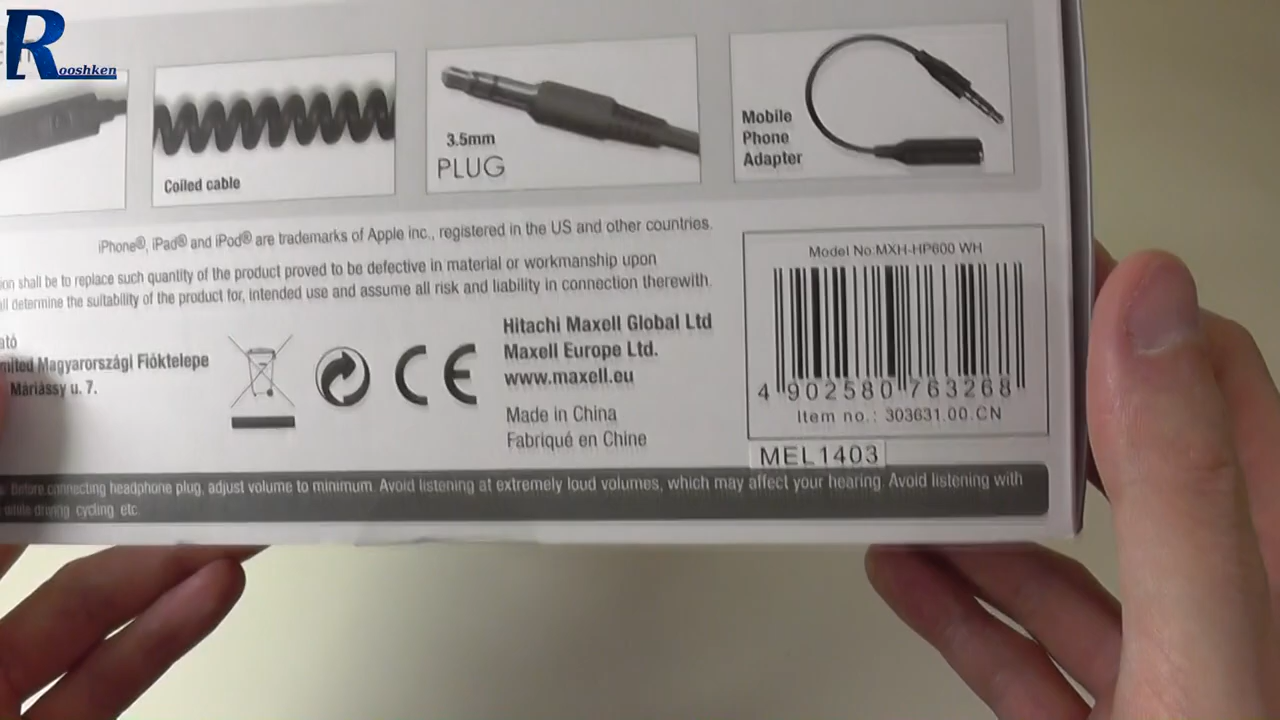 Rooshken
Coiled cable
3.5mm
PLUG
Mobile
Phone
Adapter
iPhone®, iPad® and iPod® are trademarks of Apple inc., registered in the US and other countries.
shall be to replace such quantity of the product proved to be defective in material or workmanship upon
determine the suitability of the product for, intended use and assume all risk and liability in connection therewith.
Magyarországi Fióktelepe
Máriássy u. 7.
CE
Hitachi Maxell Global Ltd
Maxell Europe Ltd.
www.maxell.eu
Made in China
Fabriqué en Chine
Model No:MXH-HP600 WH
4 902580 763268
Item no.: 303631.00.CN
MEL1403
Before connecting headphone plug, adjust volume to minimum. Avoid listening at extremely loud volumes, which may affect your hearing. Avoid listening with
while driving cycling etc.